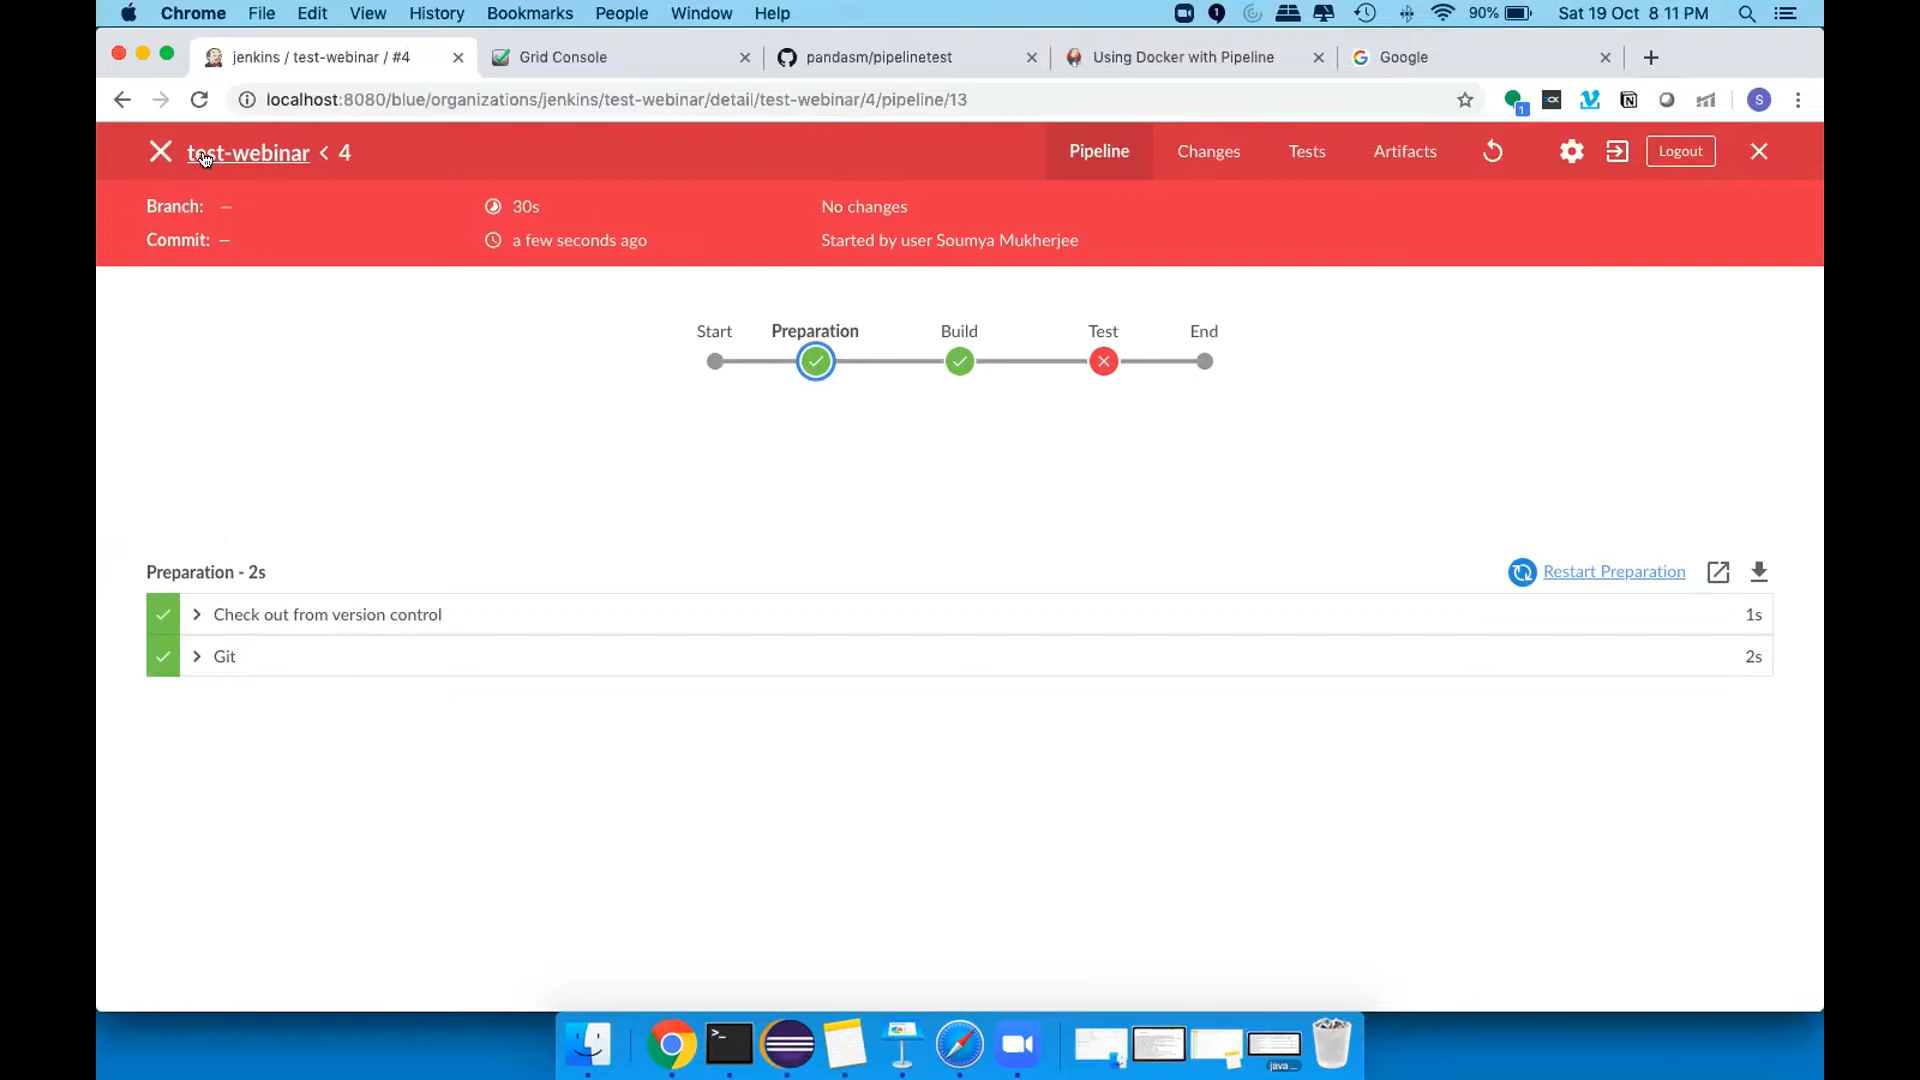 Chrome File Edit View History Bookmarks People Window Help 1 90% Sat 19 Oct 8 11 PM
jenkins / test-webinar / #4 Grid Console pandasm/pipelinetest Using Docker with Pipeline Google
localhost:8080/blue/organizations/jenkins/test-webinar/detail/test-webinar/4/pipeline/13 1 S
test-webinar < 4 Pipeline Changes Tests Artifacts Logout
Branch: — 30s No changes
Commit: — a few seconds ago Started by user Soumya Mukherjee
Start Preparation Build Test End
Preparation - 2s Restart Preparation
Check out from version control 1s
Git 2s
java ...